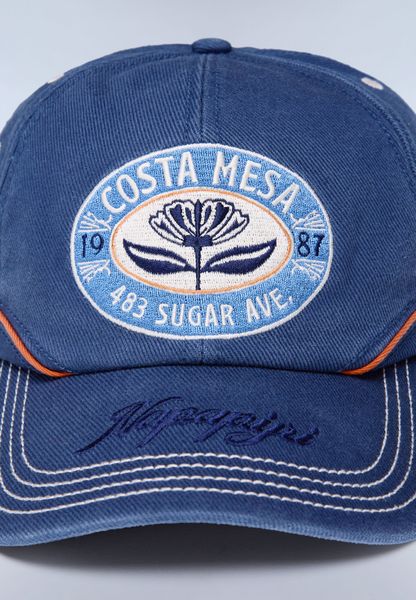 COSTA MESA
19 87
483 SUGAR AVE.
Napapijri